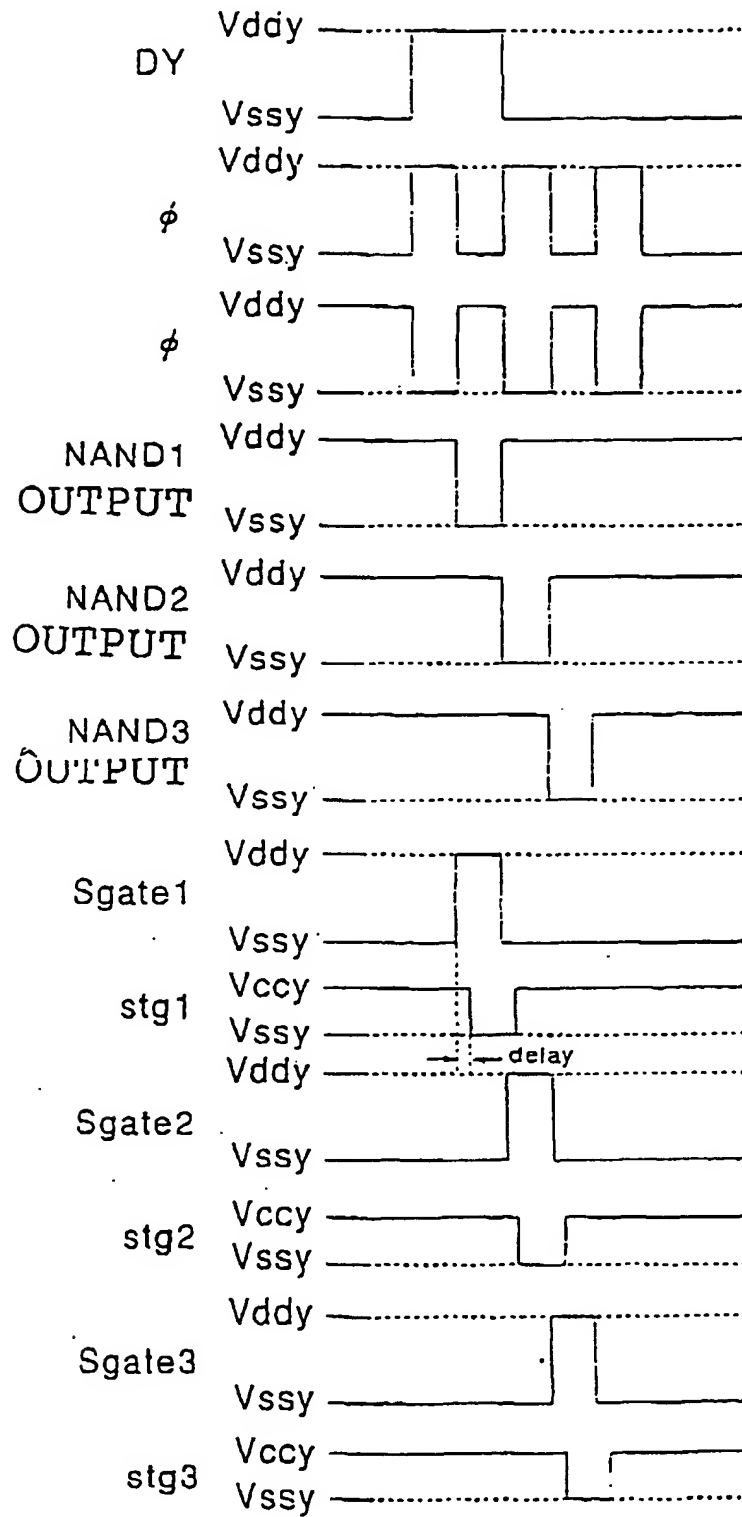 Vddy
DY
Vssy
Vddy
ϕ
Vssy
Vddy
ϕ
Vssy
Vddy
NAND1
OUTPUT
Vssy
Vddy
NAND2
OUTPUT
Vssy
Vddy
NAND3
OUTPUT
Vssy
Vddy
Sgate1
Vssy
Vccy
stg1
Vssy
delay
Vddy
Sgate2
Vssy
Vccy
stg2
Vssy
Vddy
Sgate3
Vssy
Vccy
stg3
Vssy